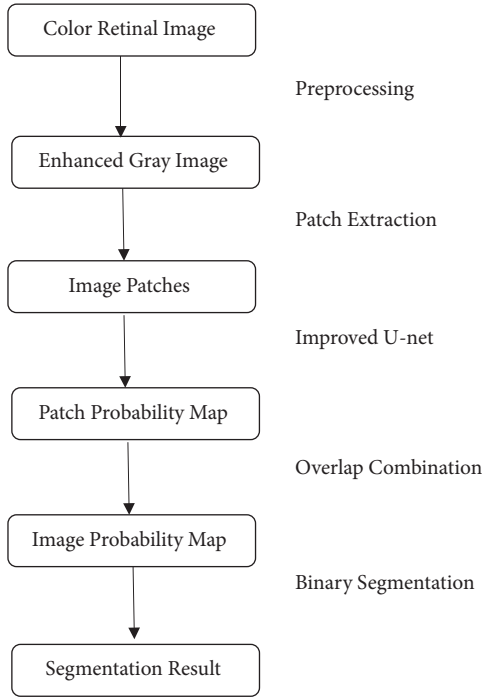 Color Retinal Image
Preprocessing
Enhanced Gray Image
Patch Extraction
Image Patches
Improved U-net
Patch Probability Map
Overlap Combination
Image Probability Map
Binary Segmentation
Segmentation Result